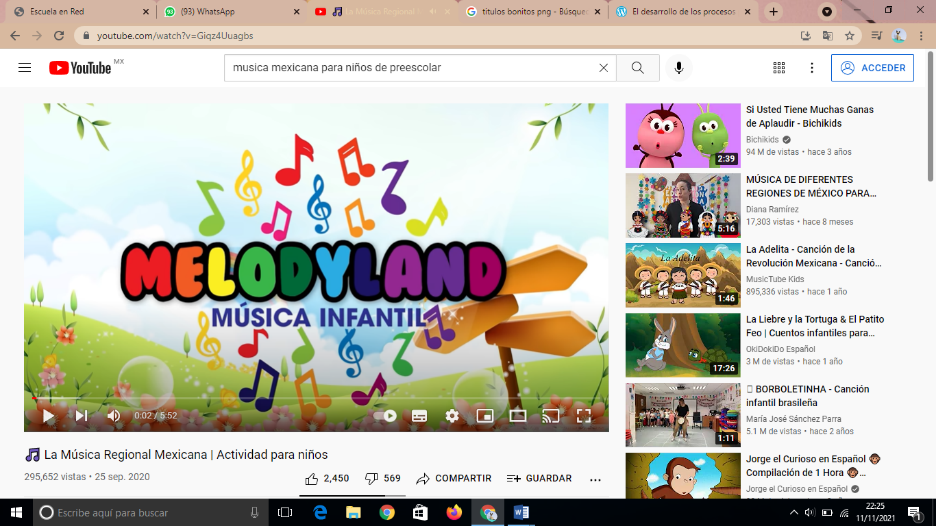 Escuela en Red
(93) WhatsApp
🎵 La Música Regional
titulos bonitos png - Búsque
El desarrollo de los procesos
youtube.com/watch?v=Giqz4Uuagbs
YouTube MX
musica mexicana para niños de preescolar
ACCEDER
MELODYLAND
MÚSICA INFANTIL
0:02 / 5:52
🎵 La Música Regional Mexicana | Actividad para niños
295,652 vistas • 25 sep. 2020
2,450
569
COMPARTIR
GUARDAR
Si Usted Tiene Muchas Ganas
de Aplaudir - Bichikids
Bichikids
94 M de vistas • hace 3 años
2:39
MÚSICA DE DIFERENTES
REGIONES DE MÉXICO PARA...
Diana Ramírez
17,303 vistas • hace 8 meses
5:16
La Adelita
La Adelita - Canción de la
Revolución Mexicana - Canció...
MusicTube Kids
895,336 vistas • hace 1 año
1:46
La Liebre y la Tortuga & El Patito
Feo | Cuentos infantiles para...
OkiDokiDo Español
3 M de vistas • hace 1 año
17:26
BORBOLETINHA - Canción
infantil brasileña
María José Sánchez Parra
5.1 M de vistas • hace 2 años
1:11
Jorge el Curioso en Español 🐵
Compilación de 1 Hora 🐵...
Jorge el Curioso en Español
Escribe aquí para buscar
22:25
11/11/2021